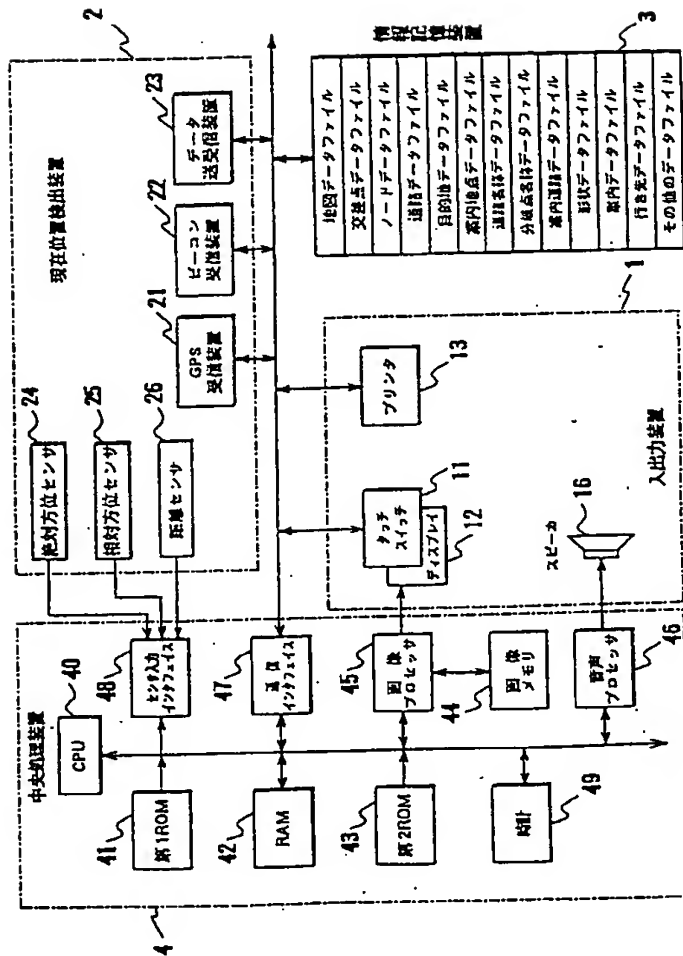 中央処理装置
4
40
CPU
41
第1ROM
42
RAM
43
第2ROM
49
時計
48
センサ入力
インタフェイス
47
通信
インタフェイス
45
画像
プロセッサ
44
画像
メモリ
46
音声
プロセッサ
現在位置検出装置
2
24
絶対方位センサ
25
相対方位センサ
26
距離センサ
21
GPS
受信装置
22
ビーコン
受信装置
23
データ
送受信装置
入出力装置
1
11
タッチ
スイッチ
12
ディスプレイ
13
プリンタ
スピーカ
16
情報記憶装置
3
地図データファイル
交差点データファイル
ノードデータファイル
道路データファイル
目的地データファイル
案内地点データファイル
道路名称データファイル
分岐点名称データファイル
案内道路データファイル
形状データファイル
案内データファイル
行き先データファイル
その他のデータファイル